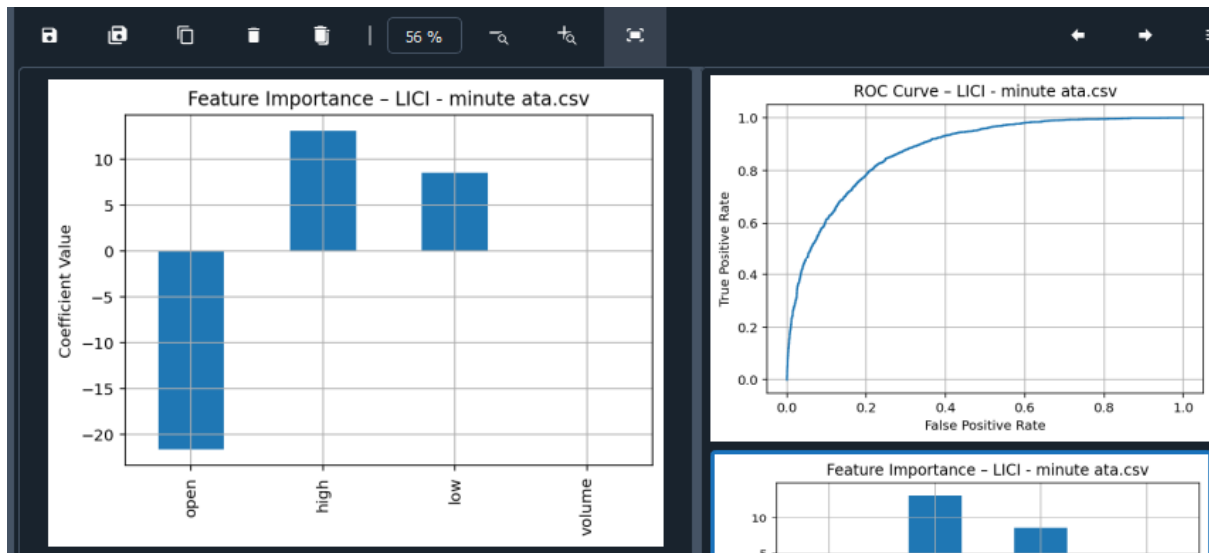 56 %
Feature Importance – LICI - minute ata.csv
Coefficient Value
10
5
0
−5
−10
−15
−20
open
high
low
volume
ROC Curve – LICI - minute ata.csv
True Positive Rate
1.0
0.8
0.6
0.4
0.2
0.0
0.0 0.2 0.4 0.6 0.8 1.0
False Positive Rate
Feature Importance – LICI - minute ata.csv
10
5